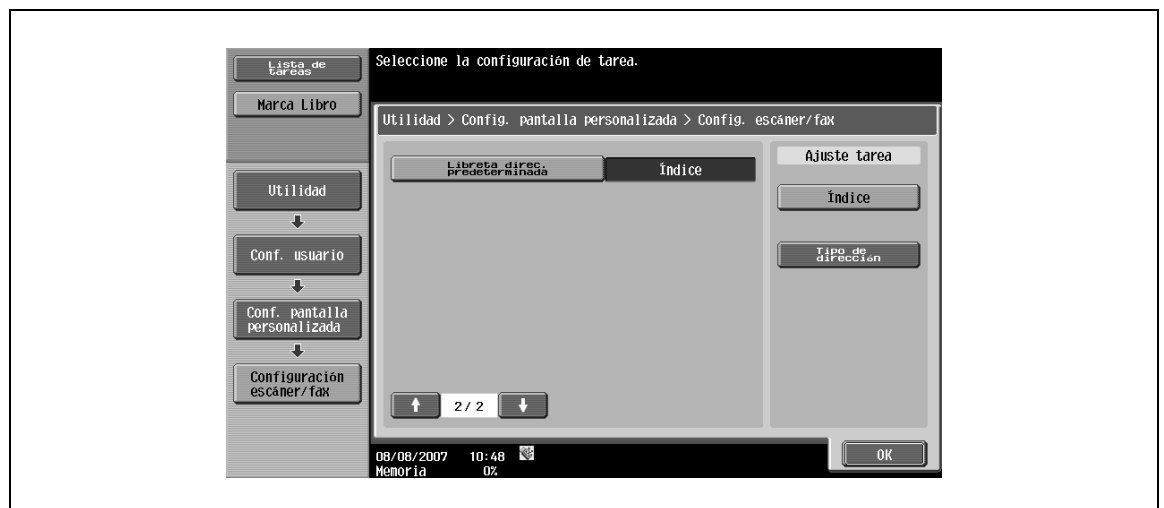 Lista de
tareas
Seleccione la configuración de tarea.
Marca Libro
Utilidad > Config. pantalla personalizada > Config. escáner/fax
Libreta direc.
predeterminada
Índice
Ajuste tarea
Índice
Tipo de
dirección
Utilidad
Conf. usuario
Conf. pantalla
personalizada
Configuración
escáner/fax
2/ 2
08/08/2007 10:48
Memoria 0%
OK